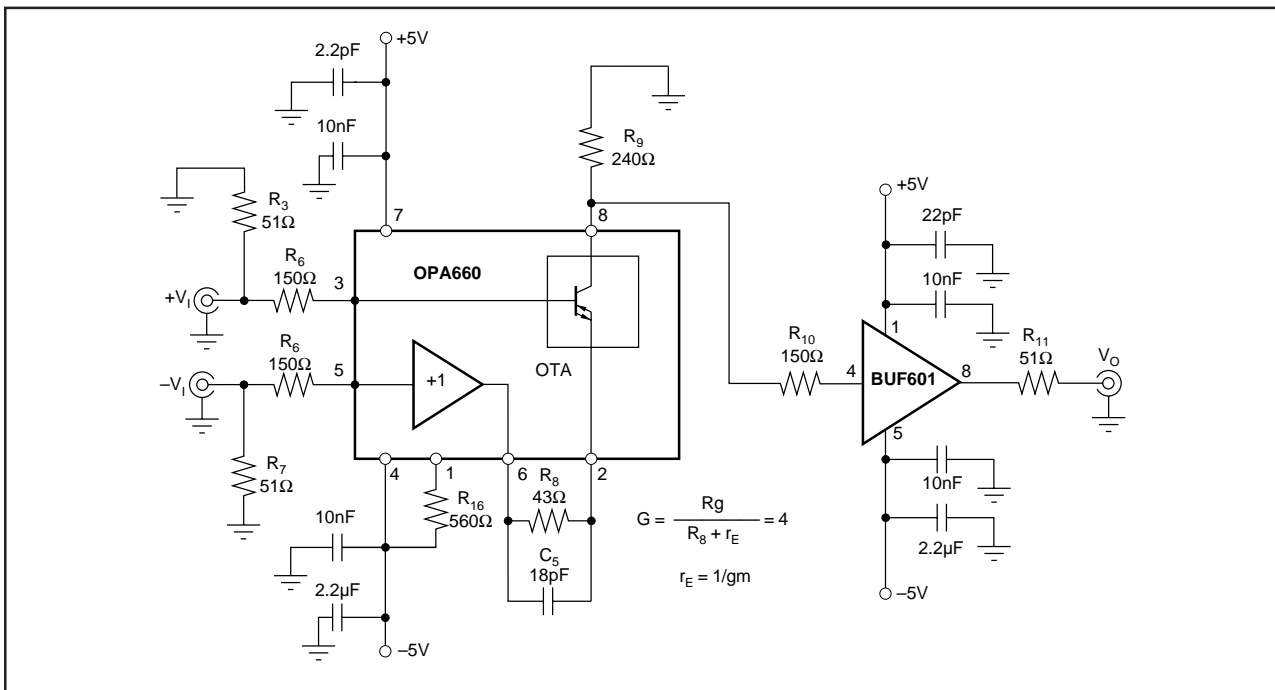 +5V
2.2pF
10nF
R3
51Ω
R9
240Ω
7
8
+5V
22pF
10nF
OPA660
R6
150Ω
3
+VI
R6
150Ω
5
–VI
+1
OTA
R10
150Ω
4
1
BUF601
8
5
R11
51Ω
VO
R7
51Ω
4
1
6
2
R16
560Ω
R8
43Ω
C5
18pF
10nF
2.2µF
–5V
G = Rg / R8 + rE = 4
rE = 1/gm
10nF
2.2µF
–5V